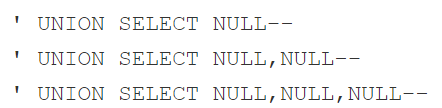 ' UNION SELECT NULL--
' UNION SELECT NULL,NULL--
' UNION SELECT NULL,NULL,NULL--